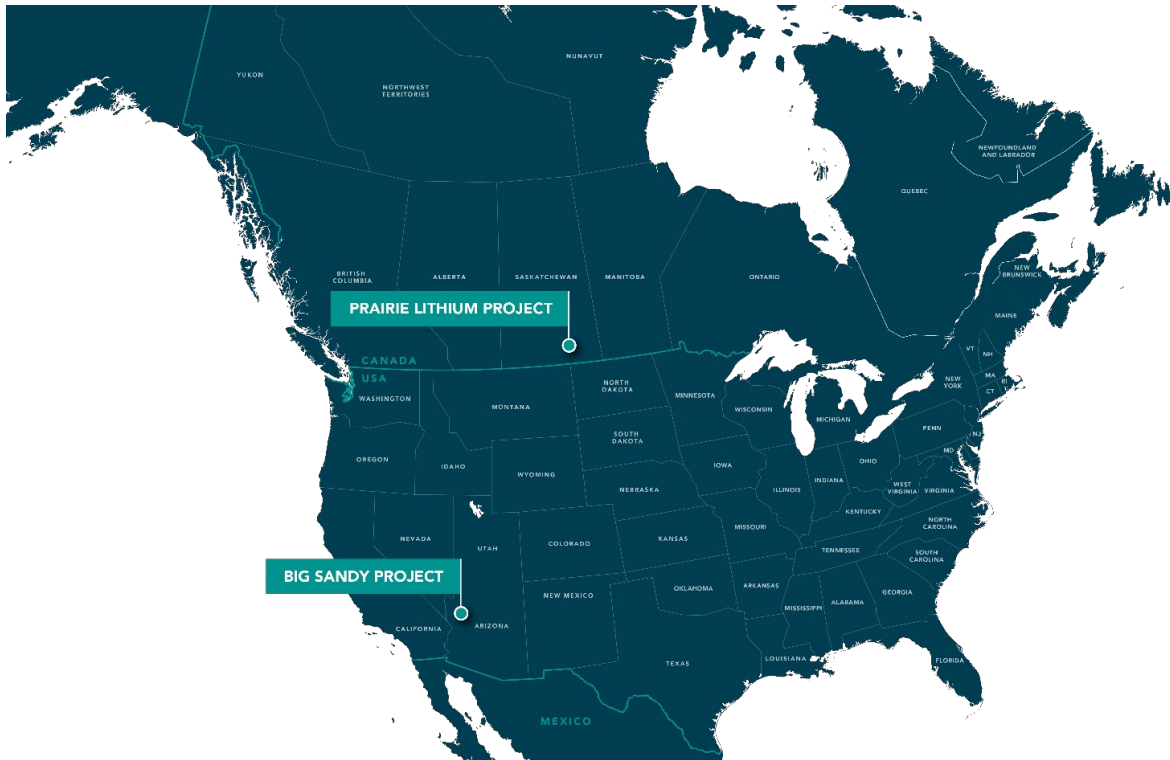 NUNAVUT
YUKON
NORTHWEST
TERRITORIES
NEWFOUNDLAND
AND LABRADOR
QUEBEC
BRITISH
COLUMBIA
ALBERTA
SASKATCHEWAN
MANITOBA
ONTARIO
NEW
BRUNSWICK
PRAIRIE LITHIUM PROJECT
MAINE
CANADA
USA
VT
NH
WASHINGTON
MONTANA
NORTH
DAKOTA
MINNESOTA
WISCONSIN
MICHIGAN
NEW
YORK
MA
RI
CT
SOUTH
DAKOTA
PENN
NJ
OREGON
IDAHO
WYOMING
IOWA
OHIO
MD
NEBRASKA
ILLINOIS
INDIANA
WEST
VIRGINIA
VIRGINIA
KENTUCKY
NEVADA
UTAH
COLORADO
KANSAS
MISSOURI
NORTH
CAROLINA
TENNESSEE
SOUTH
CAROLINA
BIG SANDY PROJECT
NEW MEXICO
OKLAHOMA
ARKANSAS
MISSISSIPPI
ALABAMA
GEORGIA
CALIFORNIA
ARIZONA
TEXAS
LOUISIANA
FLORIDA
MEXICO